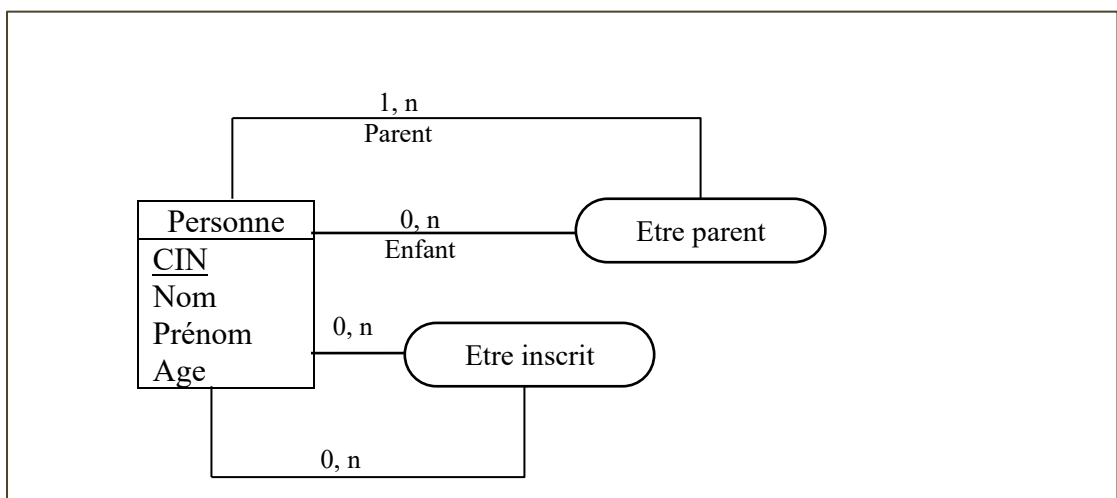 1, n
Parent
Personne
CIN
Nom
Prénom
Age
0, n
Enfant
Etre parent
0, n
Etre inscrit
0, n